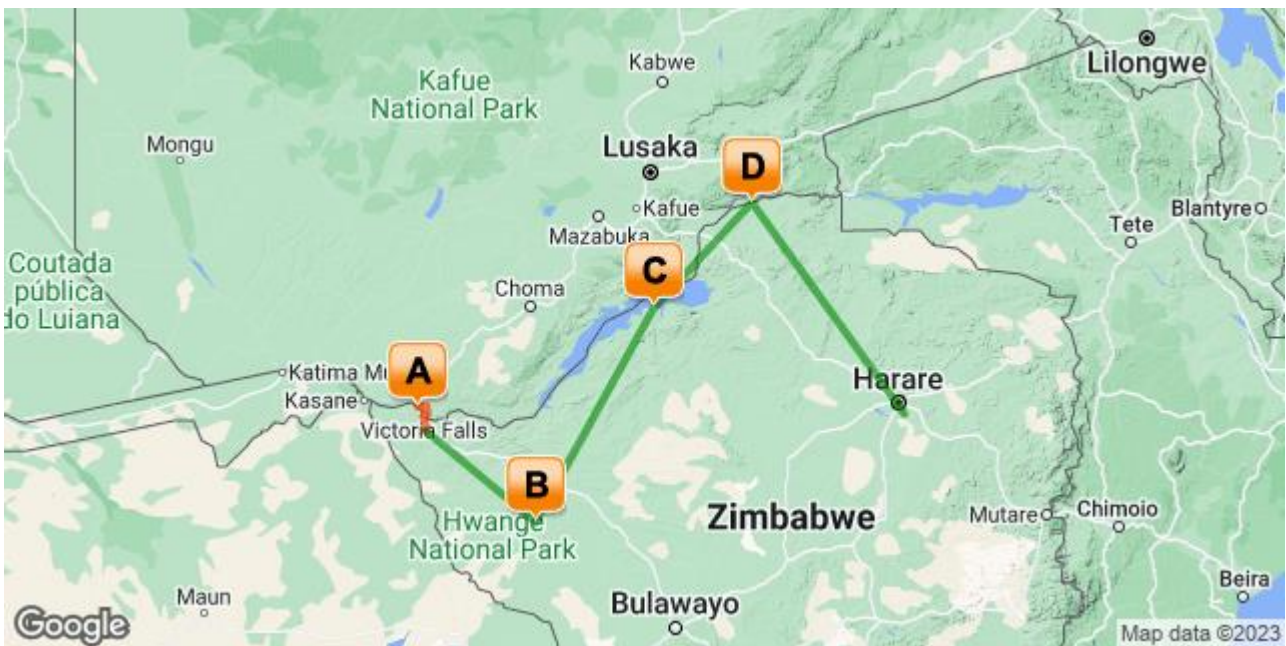 Kabwe
Lilongwe
Kafue
National Park
Mongu
Lusaka
D
Kafue
Blantyre
Tete
Mazabuka
C
Coutada
pública
do Luiana
Choma
A
Katima
Harare
Kasane
Victoria Falls
B
Hwange
National Park
Zimbabwe
Mutare
Chimoio
Maun
Bulawayo
Beira
Google
Map data ©2023